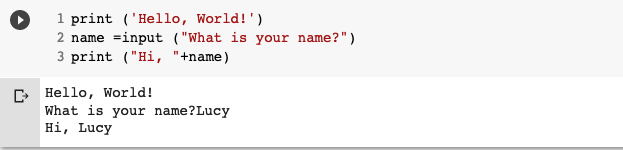 1 print ('Hello, World!')
2 name =input ("What is your name?")
3 print ("Hi, "+name)
Hello, World!
What is your name?Lucy
Hi, Lucy